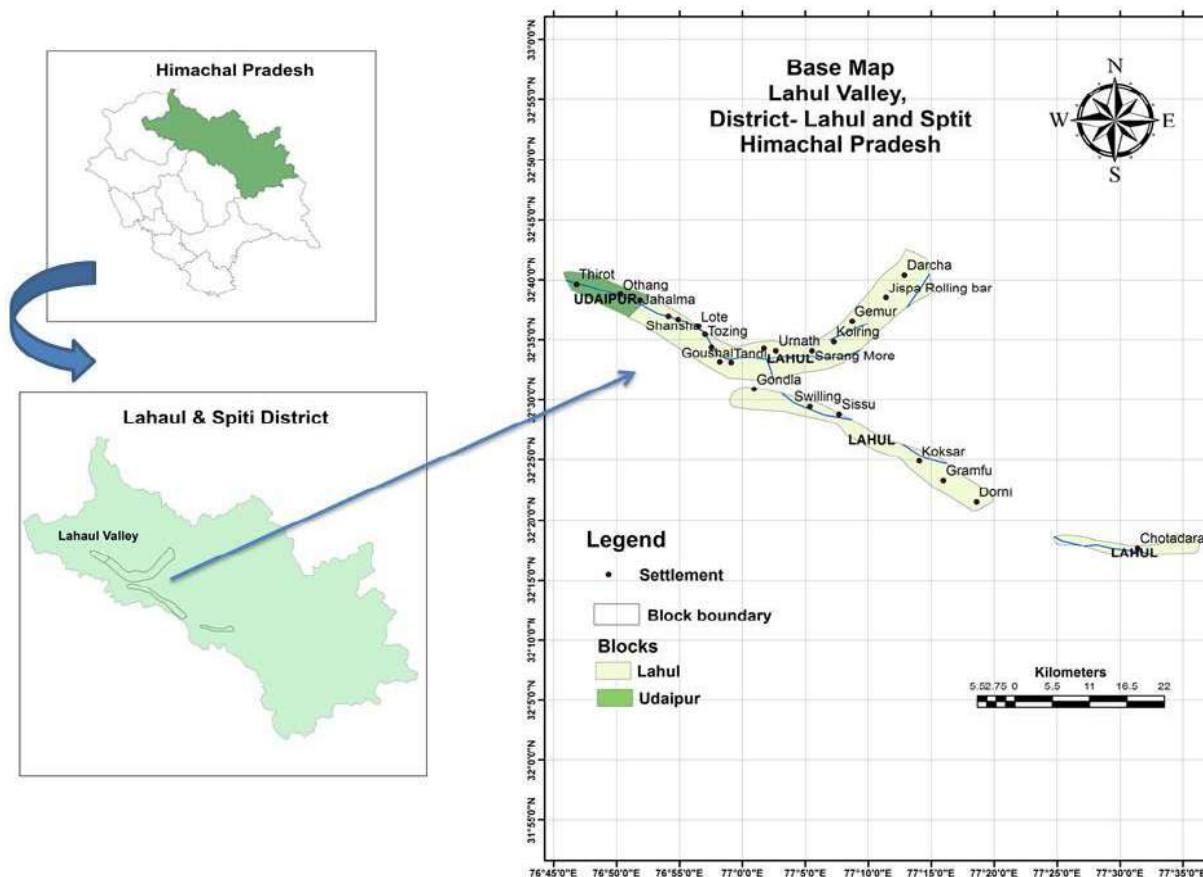 Himachal Pradesh
Lahaul & Spiti District
Lahaul Valley
Base Map
Lahul Valley,
District- Lahul and Sptit
Himachal Pradesh
N
W
E
S
33°0'0"N
32°55'0"N
32°50'0"N
32°45'0"N
32°40'0"N
32°35'0"N
32°30'0"N
32°25'0"N
32°20'0"N
32°15'0"N
32°10'0"N
32°5'0"N
32°0'0"N
31°55'0"N
Thirot
Othang
UDAIPUR
Jahalma
Shansha
Lote
Tozing
Goushal
Tandi
Urnath
LAHUL
Sarang More
Kolring
Gemur
Jispa Rolling bar
Darcha
Gondla
Swilling
Sissu
LAHUL
Koksar
Gramfu
Dorni
Chotadara
LAHUL
Legend
Settlement
Block boundary
Blocks
Lahul
Udaipur
Kilometers
5.5 2.75 0 5.5 11 16.5 22
76°45'0"E 76°50'0"E 76°55'0"E 77°0'0"E 77°5'0"E 77°10'0"E 77°15'0"E 77°20'0"E 77°25'0"E 77°30'0"E 77°35'0"E